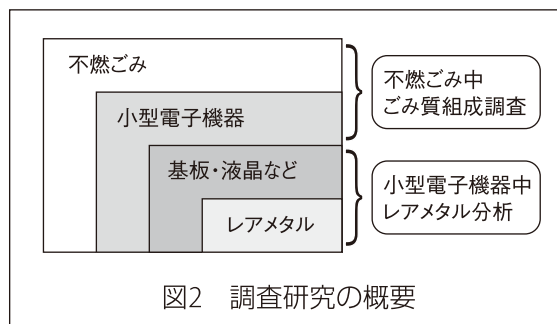 不燃ごみ
小型電子機器
基板・液晶など
レアメタル
不燃ごみ中
ごみ質組成調査
小型電子機器中
レアメタル分析
図2 調査研究の概要